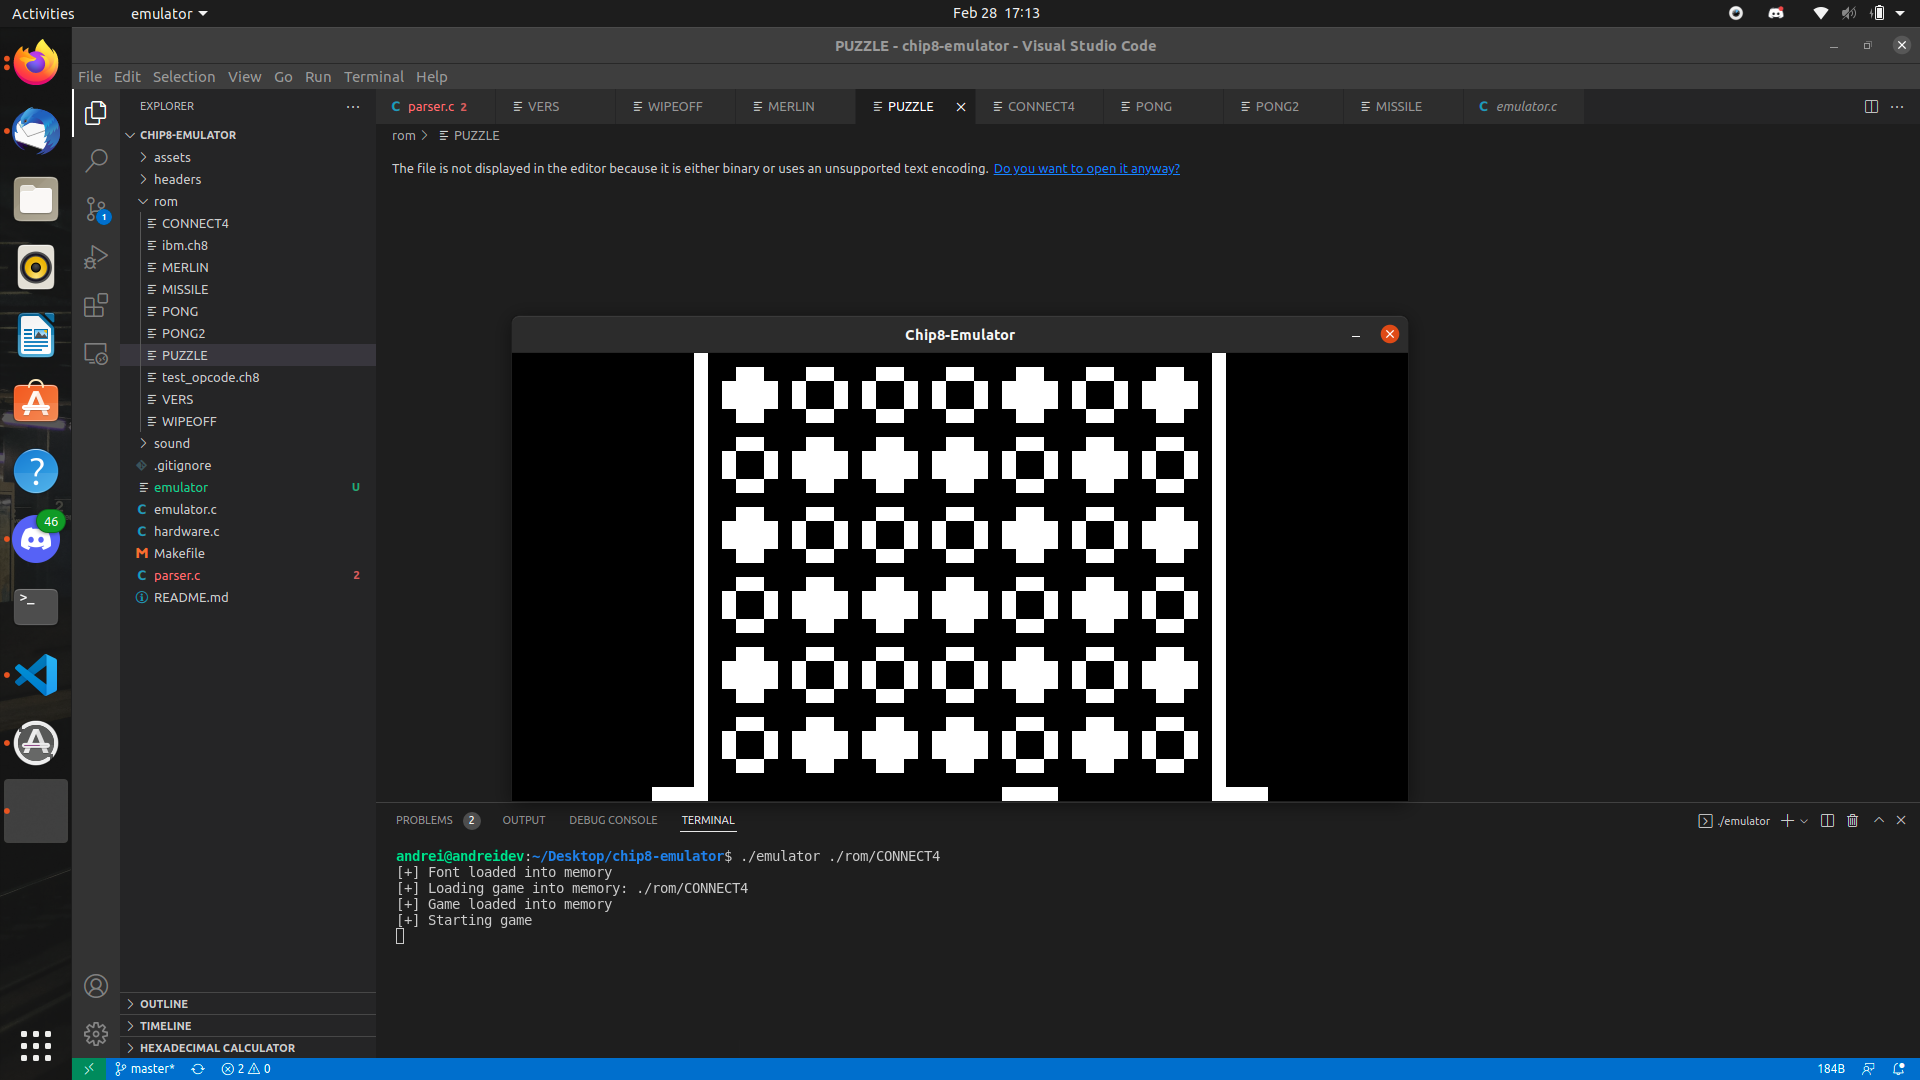 Activities
emulator
Feb 28 17:13
PUZZLE - chip8-emulator - Visual Studio Code
File Edit Selection View Go Run Terminal Help
EXPLORER
CHIP8-EMULATOR
assets
headers
rom
CONNECT4
ibm.ch8
MERLIN
MISSILE
PONG
PONG2
PUZZLE
test_opcode.ch8
VERS
WIPEOFF
sound
.gitignore
emulator U
C emulator.c
C hardware.c
M Makefile
C parser.c 2
README.md
OUTLINE
TIMELINE
HEXADECIMAL CALCULATOR
1
46
C parser.c 2
VERS
WIPEOFF
MERLIN
PUZZLE
CONNECT4
PONG
PONG2
MISSILE
C emulator.c
rom > PUZZLE
The file is not displayed in the editor because it is either binary or uses an unsupported text encoding. Do you want to open it anyway?
Chip8-Emulator
PROBLEMS 2 OUTPUT DEBUG CONSOLE TERMINAL
./emulator
andrei@andreidev:~/Desktop/chip8-emulator$ ./emulator ./rom/CONNECT4
[+] Font loaded into memory
[+] Loading game into memory: ./rom/CONNECT4
[+] Game loaded into memory
[+] Starting game
master* 2 0
184B